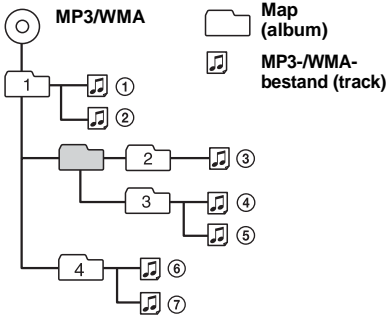 MP3/WMA
Map
(album)
MP3-/WMA-
bestand (track)
1
①
②
2
③
3
④
⑤
4
⑥
⑦